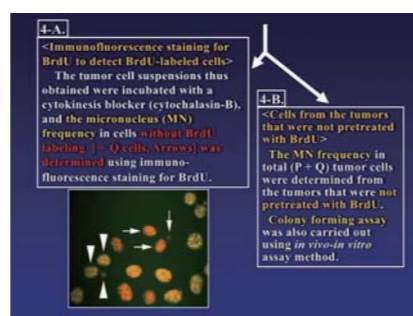 4-A.
<Immunofluorescence staining for
BrdU to detect BrdU-labeled cells>
The tumor cell suspensions thus
obtained were incubated with a
cytokinesis blocker (cytochalasin-B),
and the micronucleus (MN)
frequency in cells without BrdU
labeling [ = Q cells, Arrows] was
determined using immuno-
fluorescence staining for BrdU.
4-B.
<Cells from the tumors
that were not pretreated
with BrdU>
The MN frequency in
total (P + Q) tumor cells
were determined from
the tumors that were not
pretreated with BrdU.
Colony forming assay
was also carried out
using in vivo-in vitro
assay method.